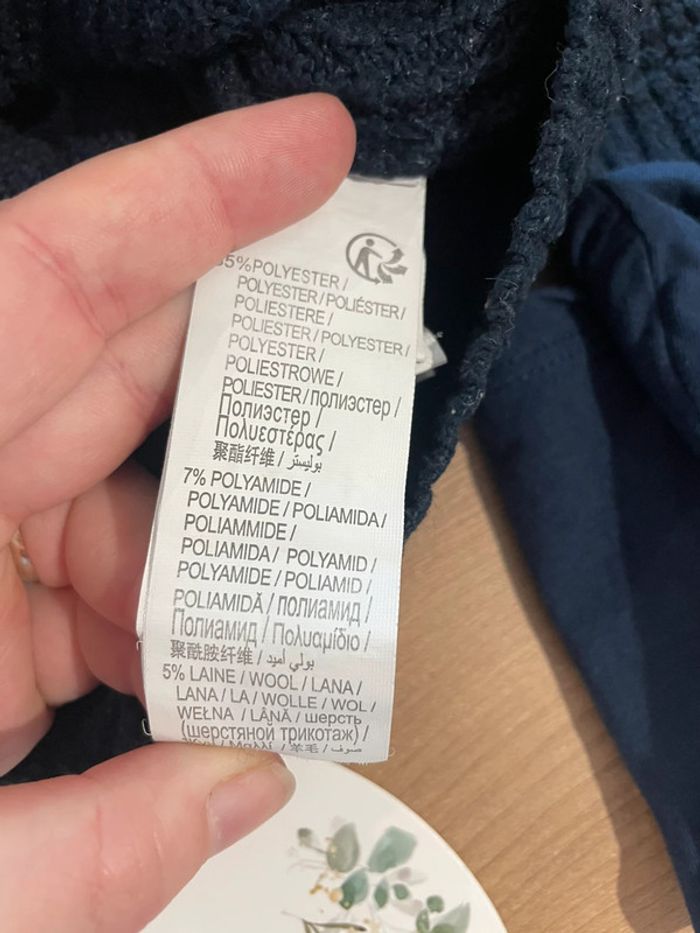 5%POLYESTER /
POLYESTER / POLIÉSTER /
POLIESTERE /
POLIESTER / POLYESTER /
POLYESTER /
POLIESTROWE /
POLIESTER / полиэстер /
Полиэстер /
Πολυεστέρας /
聚酯纤维 / بوليستر
7% POLYAMIDE /
POLYAMIDE / POLIAMIDA /
POLIAMMIDE /
POLIAMIDA / POLYAMID /
POLYAMIDE / POLIAMID /
POLIAMIDĂ / полиамид /
Полиамид / Πολυαμίδιο /
聚酰胺纤维 / بولي أميد
5% LAINE / WOOL / LANA /
LANA / LA / WOLLE / WOL /
WEŁNA / LÂNĂ / шерсть
(шерстяной трикотаж) /
/ Μαλλί / 羊毛 / صوف